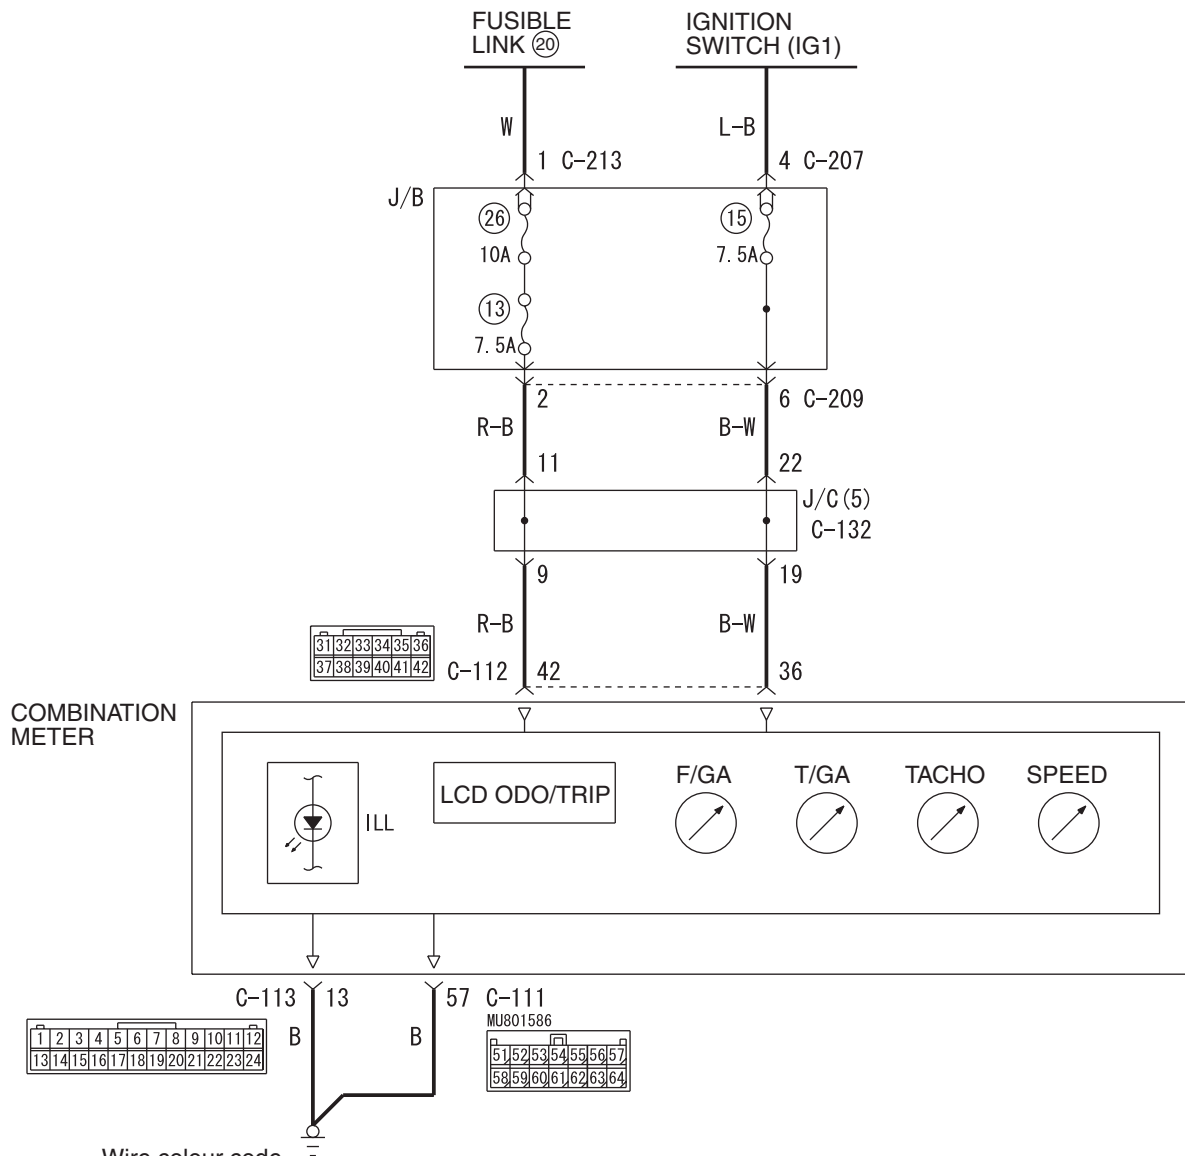 FUSIBLE
LINK ⑳
IGNITION
SWITCH (IG1)
W
L-B
1 C-213
4 C-207
J/B
26
10A
15
7.5A
13
7.5A
2
6 C-209
R-B
B-W
11
22
J/C(5)
C-132
9
19
R-B
B-W
31 32 33 34 35 36
37 38 39 40 41 42
C-112 42
36
COMBINATION
METER
ILL
LCD ODO/TRIP
F/GA
T/GA
TACHO
SPEED
C-113 13
57 C-111
MU801586
B
B
1 2 3 4 5 6 7 8 9 10 11 12
13 14 15 16 17 18 19 20 21 22 23 24
51 52 53 54 55 56 57
58 59 60 61 62 63 64
Wire colour code